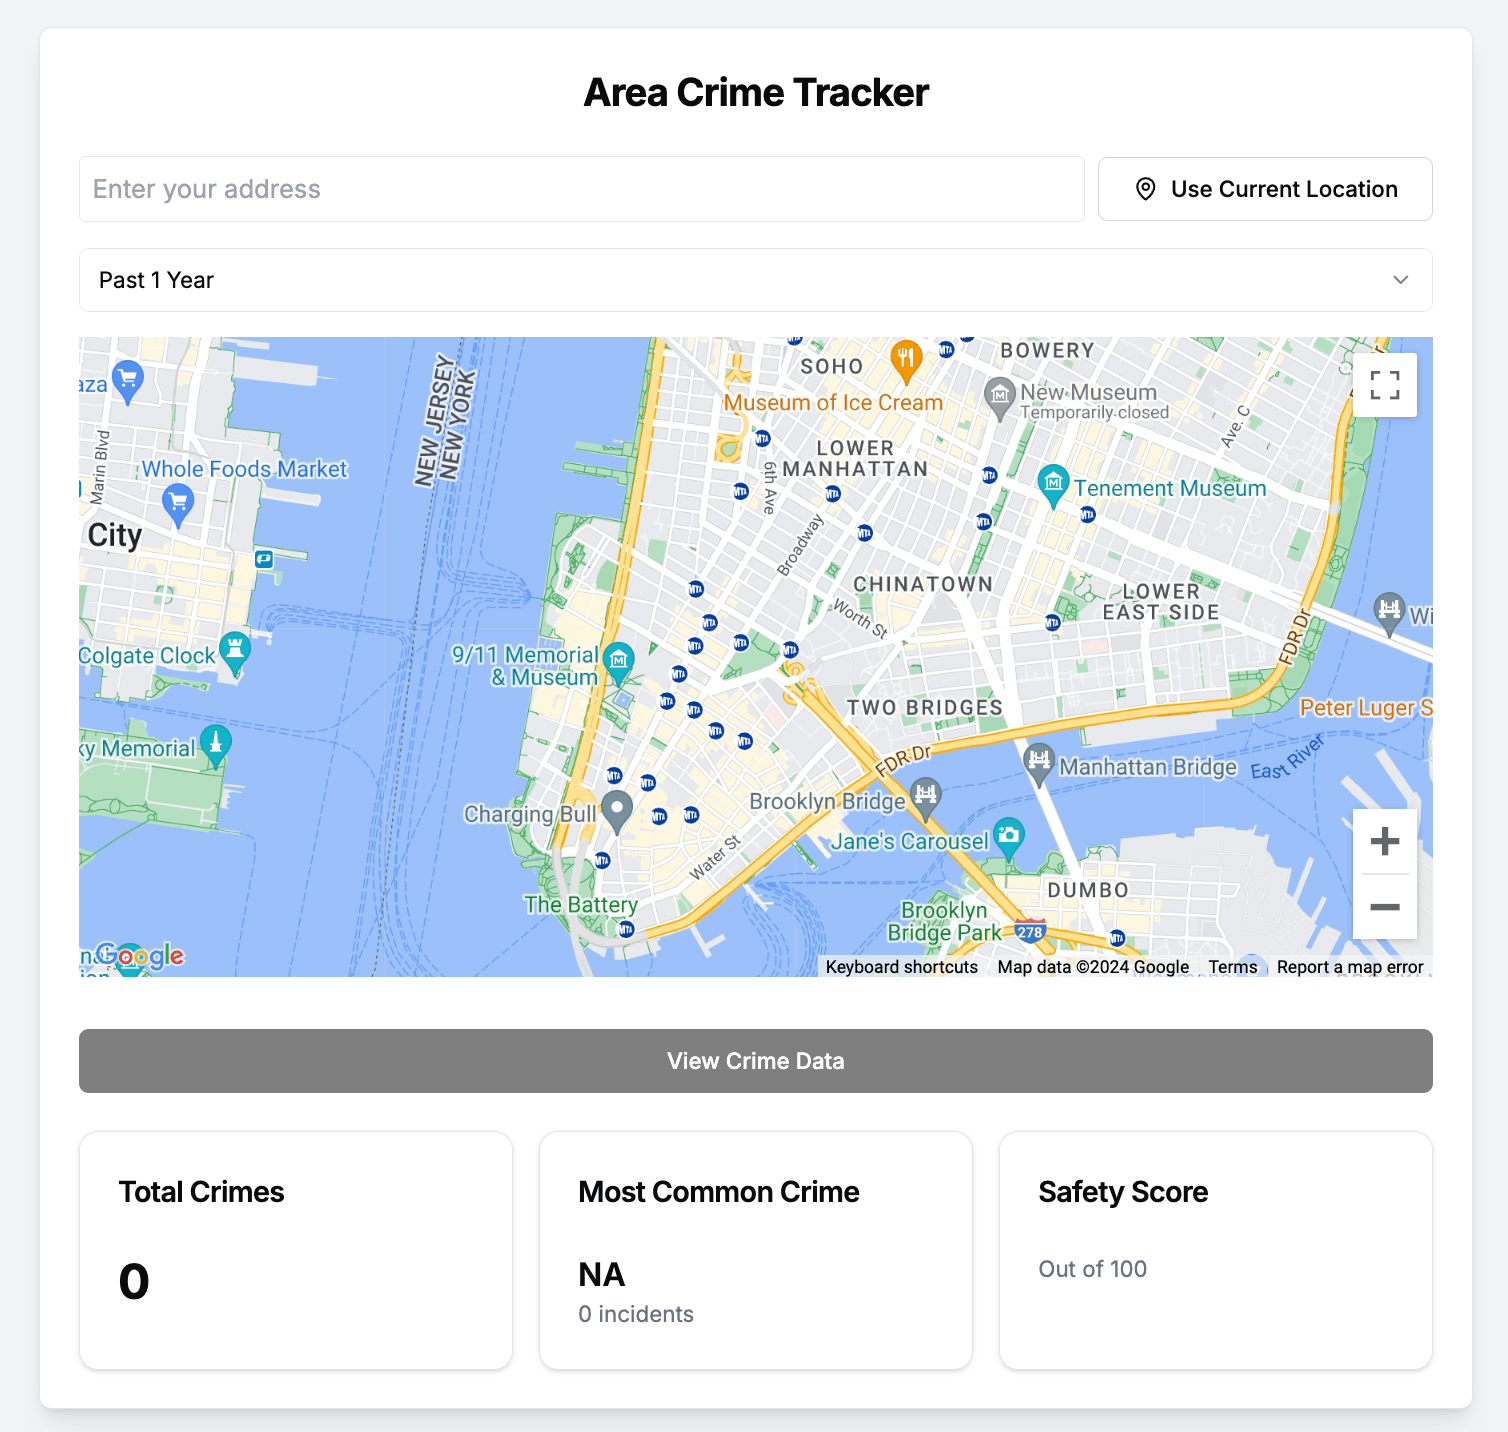 Area Crime Tracker
Enter your address
Use Current Location
Past 1 Year
aza
Marin Blvd
Whole Foods Market
City
Colgate Clock
ky Memorial
NEW JERSEY
NEW YORK
SOHO
BOWERY
Museum of Ice Cream
New Museum
Temporarily closed
Ave. C
LOWER
MANHATTAN
6th Ave
Tenement Museum
Broadway
CHINATOWN
Worth St
LOWER
EAST SIDE
Wi
FDR Dr
9/11 Memorial
& Museum
TWO BRIDGES
Peter Luger S
FDR Dr
Manhattan Bridge
East River
Charging Bull
Brooklyn Bridge
Jane's Carousel
Water St
DUMBO
The Battery
Brooklyn
Bridge Park
278
MTA
Google
Keyboard shortcuts
Map data ©2024 Google
Terms
Report a map error
View Crime Data
Total Crimes
0
Most Common Crime
NA
0 incidents
Safety Score
Out of 100